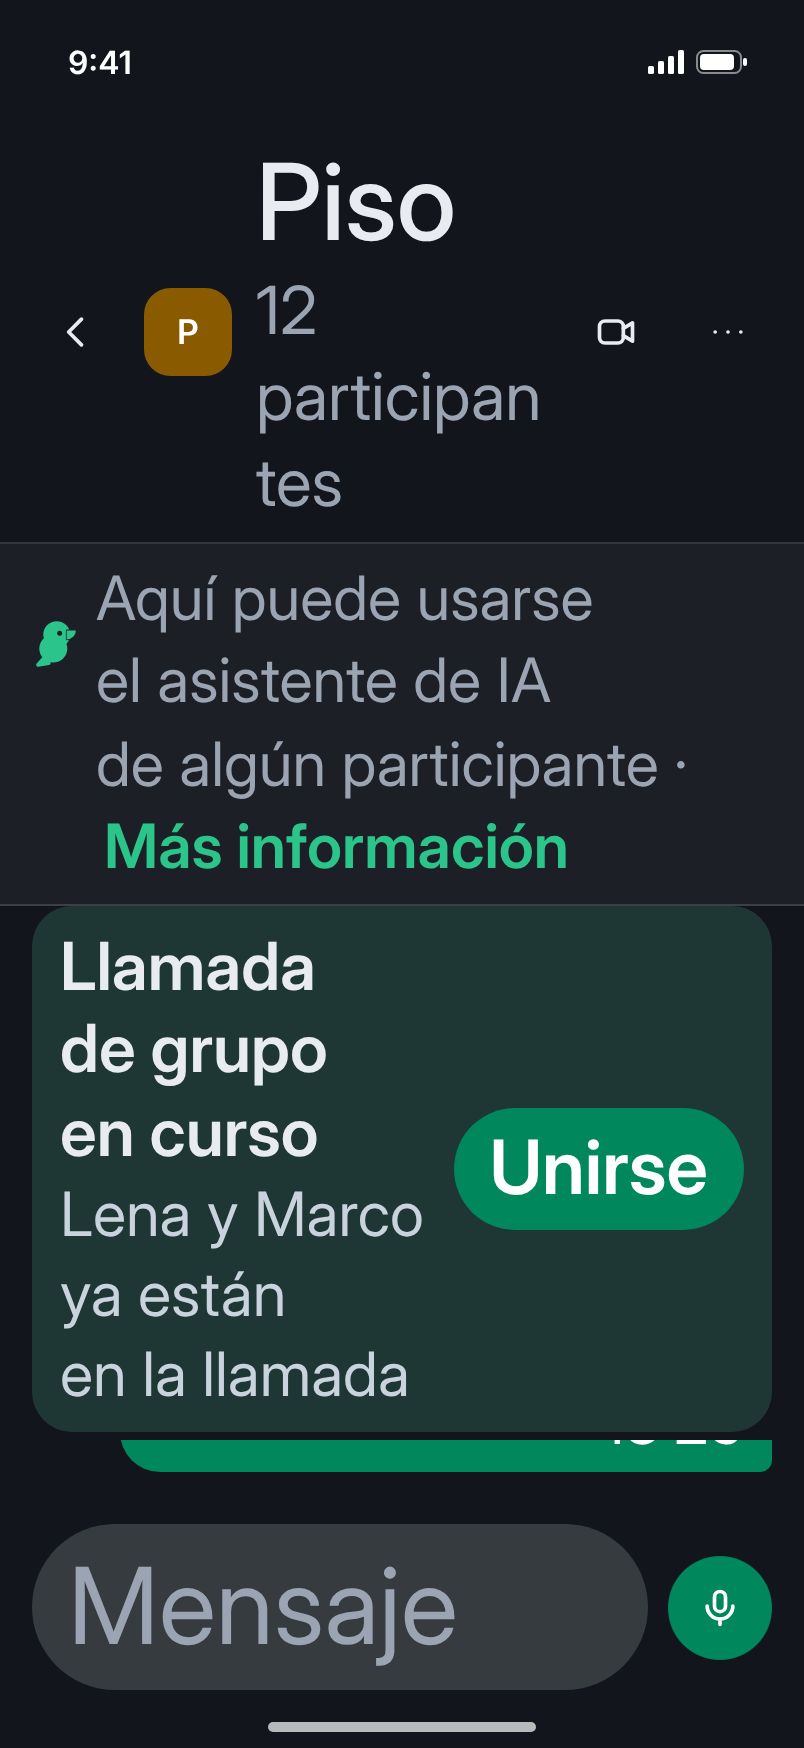 9:41
Piso
P
12
participan
tes
Aquí puede usarse
el asistente de IA
de algún participante ·
Más información
Llamada
de grupo
en curso
Lena y Marco
ya están
en la llamada
Unirse
Mensaje